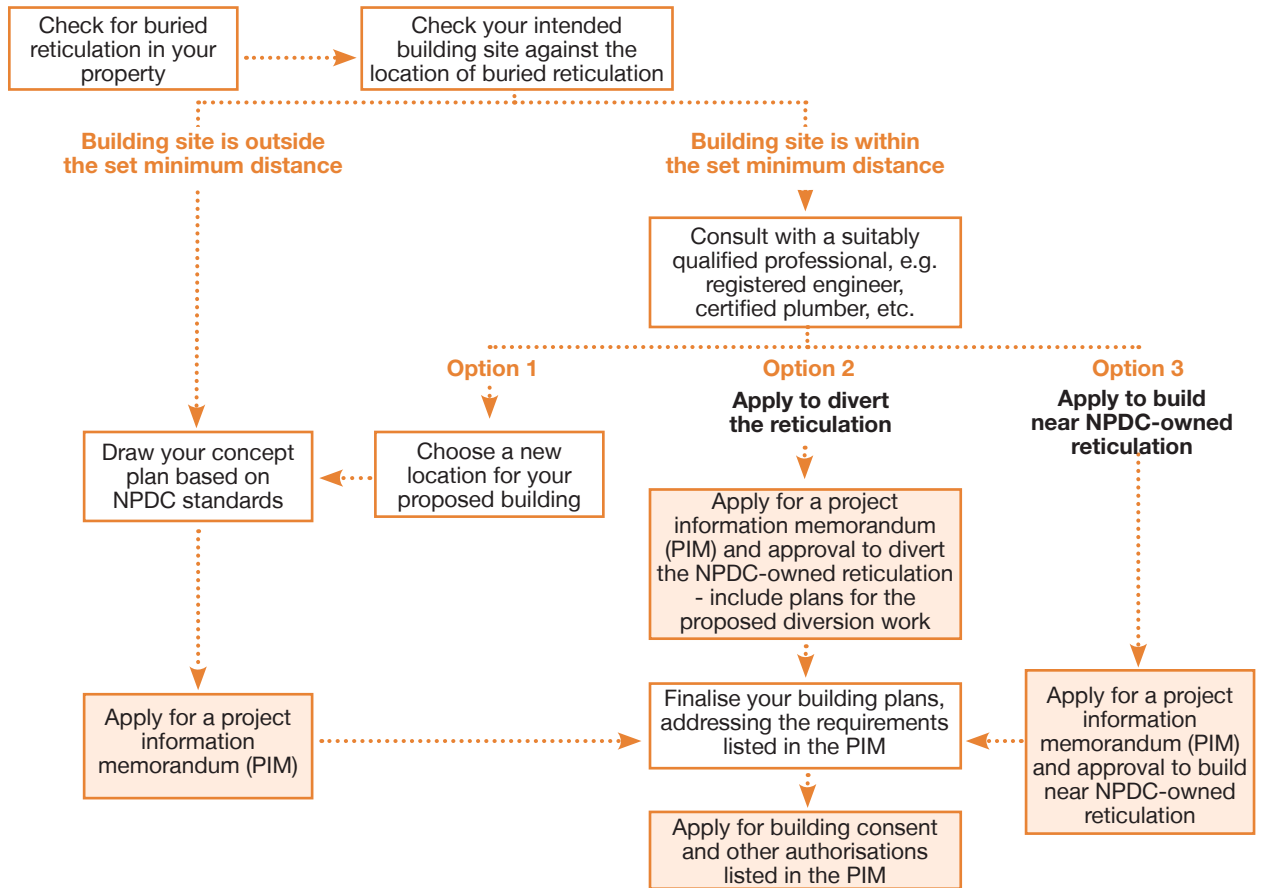 Check for buried
reticulation in your
property
Check your intended
building site against the
location of buried reticulation
Building site is outside
the set minimum distance
Building site is within
the set minimum distance
Consult with a suitably
qualified professional, e.g.
registered engineer,
certified plumber, etc.
Option 1
Option 2
Apply to divert
the reticulation
Option 3
Apply to build
near NPDC-owned
reticulation
Draw your concept
plan based on
NPDC standards
Choose a new
location for your
proposed building
Apply for a project
information memorandum
(PIM) and approval to divert
the NPDC-owned reticulation
- include plans for the
proposed diversion work
Apply for a project
information
memorandum (PIM)
Finalise your building plans,
addressing the requirements
listed in the PIM
Apply for a project
information
memorandum (PIM)
and approval to build
near NPDC-owned
reticulation
Apply for building consent
and other authorisations
listed in the PIM